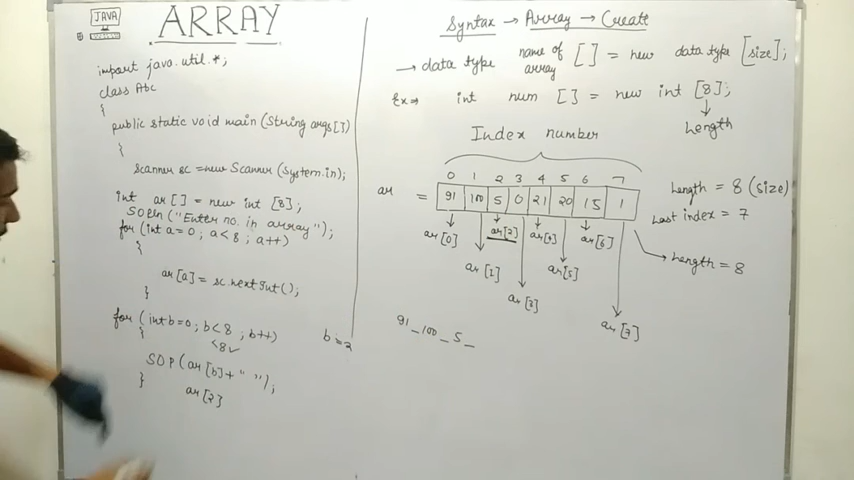 JAVA
ARRAY
import java.util.*;
class Abc
{
public static void main (String args[])
{
Scanner sc = new Scanner (System.in);
int ar [] = new int [8];
SOPln ("Enter no. in array");
for (int a=0; a<8; a++)
{
ar[a] = sc.nextInt();
}
for (int b=0; b<8; b++)
{ <8 ✓
SOP (ar[b]+" ");
}
ar[2]
b=2
Syntax → Array → Create
→ data type name of array [] = new data type [size];
Ex ⇒ int num [] = new int [8];
Length
Index number
0 1 2 3 4 5 6 7
ar = 91 100 5 0 21 20 15 1
ar[0] ar[2] ar[4] ar[6]
ar[1] ar[5]
ar[3]
ar[7]
Length = 8 (size)
Last index = 7
Length = 8
91_100_5_